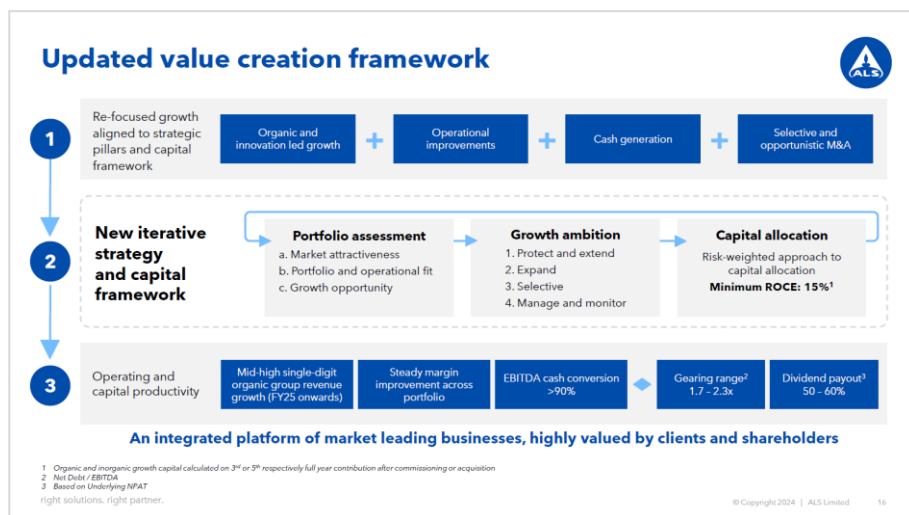 Updated value creation framework
ALS
1
Re-focused growth
aligned to strategic
pillars and capital
framework
Organic and
innovation led growth
+
Operational
improvements
+
Cash generation
+
Selective and
opportunistic M&A
2
New iterative
strategy
and capital
framework
Portfolio assessment
a. Market attractiveness
b. Portfolio and operational fit
c. Growth opportunity
Growth ambition
1. Protect and extend
2. Expand
3. Selective
4. Manage and monitor
Capital allocation
Risk-weighted approach to
capital allocation
Minimum ROCE: 15%¹
3
Operating and
capital productivity
Mid-high single-digit
organic group revenue
growth (FY25 onwards)
Steady margin
improvement across
portfolio
EBITDA cash conversion
>90%
Gearing range²
1.7 – 2.3x
Dividend payout³
50 – 60%
An integrated platform of market leading businesses, highly valued by clients and shareholders
1 Organic and inorganic growth capital calculated on 3rd or 5th respectively full year contribution after commissioning or acquisition
2 Net Debt / EBITDA
3 Based on Underlying NPAT
right solutions. right partner.
© Copyright 2024 | ALS Limited 16